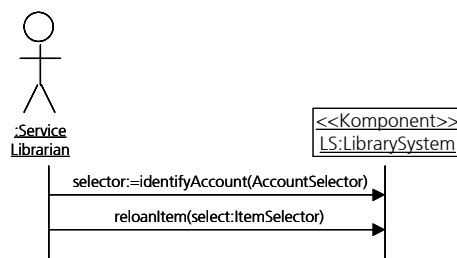 :Service
Librarian
<<Komponent>>
LS:LibrarySystem
selector:=identifyAccount(AccountSelector)
reloanItem(select:ItemSelector)